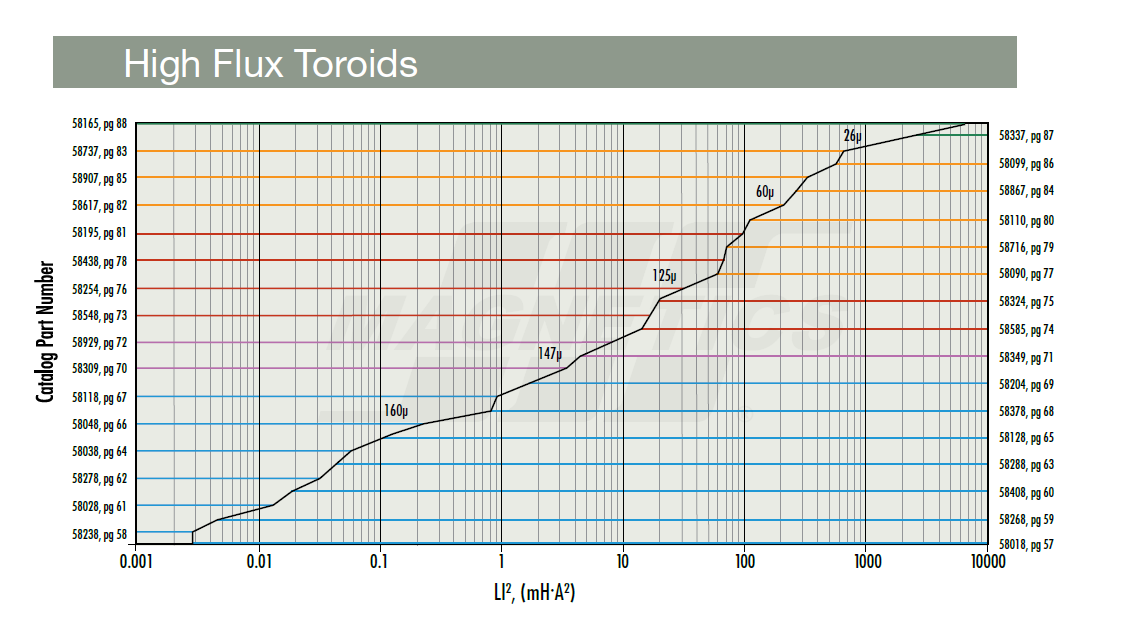 High Flux Toroids
58165, pg 88
58737, pg 83
58907, pg 85
58617, pg 82
58195, pg 81
58438, pg 78
58254, pg 76
58548, pg 73
58929, pg 72
58309, pg 70
58118, pg 67
58048, pg 66
58038, pg 64
58278, pg 62
58028, pg 61
58238, pg 58
Catalog Part Number
26µ
60µ
125µ
147µ
160µ
MAGNETICS
58337, pg 87
58099, pg 86
58867, pg 84
58110, pg 80
58716, pg 79
58090, pg 77
58324, pg 75
58585, pg 74
58349, pg 71
58204, pg 69
58378, pg 68
58128, pg 65
58288, pg 63
58408, pg 60
58268, pg 59
58018, pg 57
0.001 0.01 0.1 1 10 100 1000 10000
LI², (mH·A²)